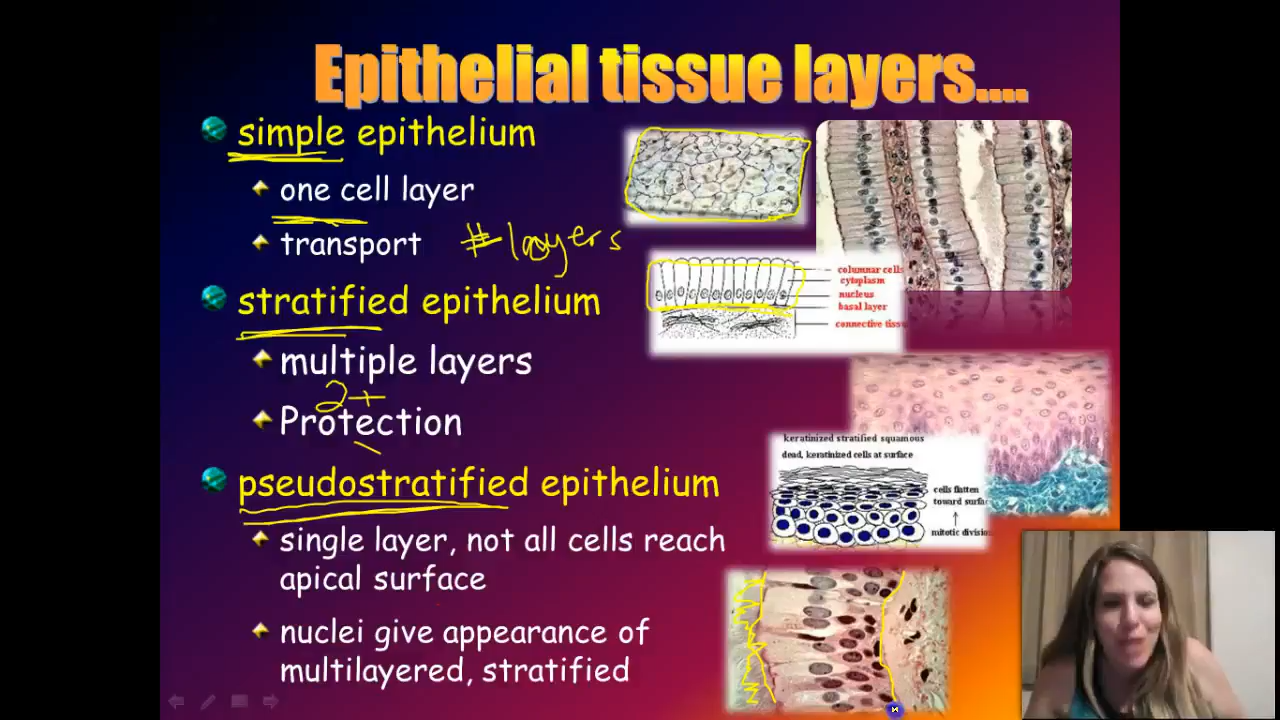 Epithelial tissue layers....
simple epithelium
one cell layer
transport
# layers
stratified epithelium
multiple layers
2+
Protection
pseudostratified epithelium
single layer, not all cells reach
apical surface
nuclei give appearance of
multilayered, stratified
columnar cells
cytoplasm
nucleus
basal layer
connective
keratinized stratified squamous
dead, keratinized cells at surface
cells flatten
toward
mitotic